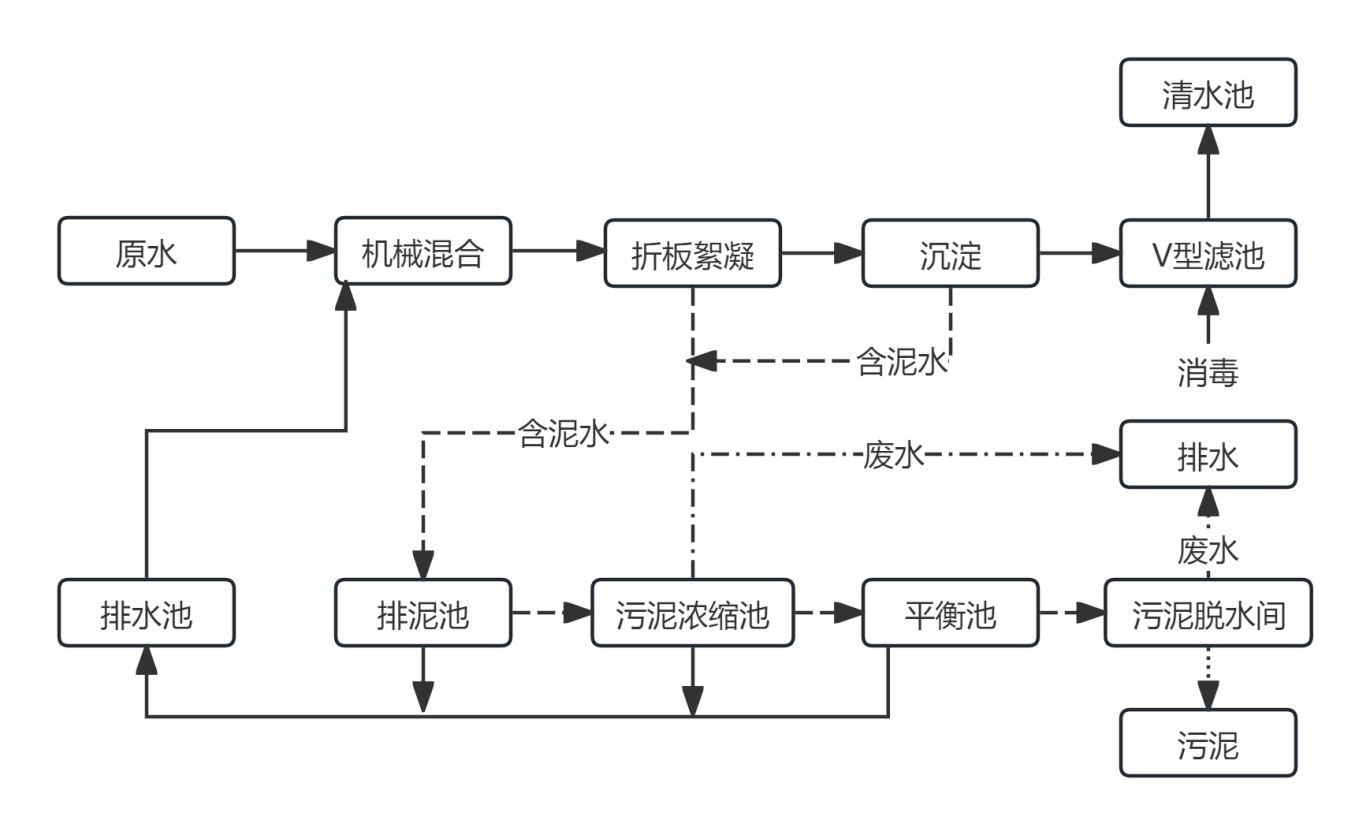 清水池
原水
机械混合
折板絮凝
沉淀
V型滤池
含泥水
消毒
含泥水
废水
排水
废水
排水池
排泥池
污泥浓缩池
平衡池
污泥脱水间
污泥